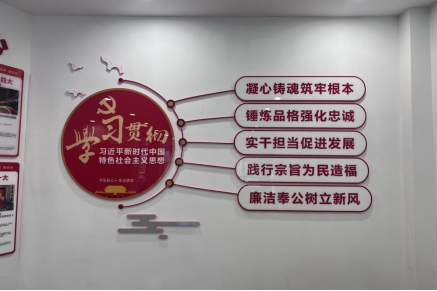 学习贯彻
习近平新时代中国
特色社会主义思想
凝心铸魂筑牢根本
锤炼品格强化忠诚
实干担当促进发展
践行宗旨为民造福
廉洁奉公树立新风